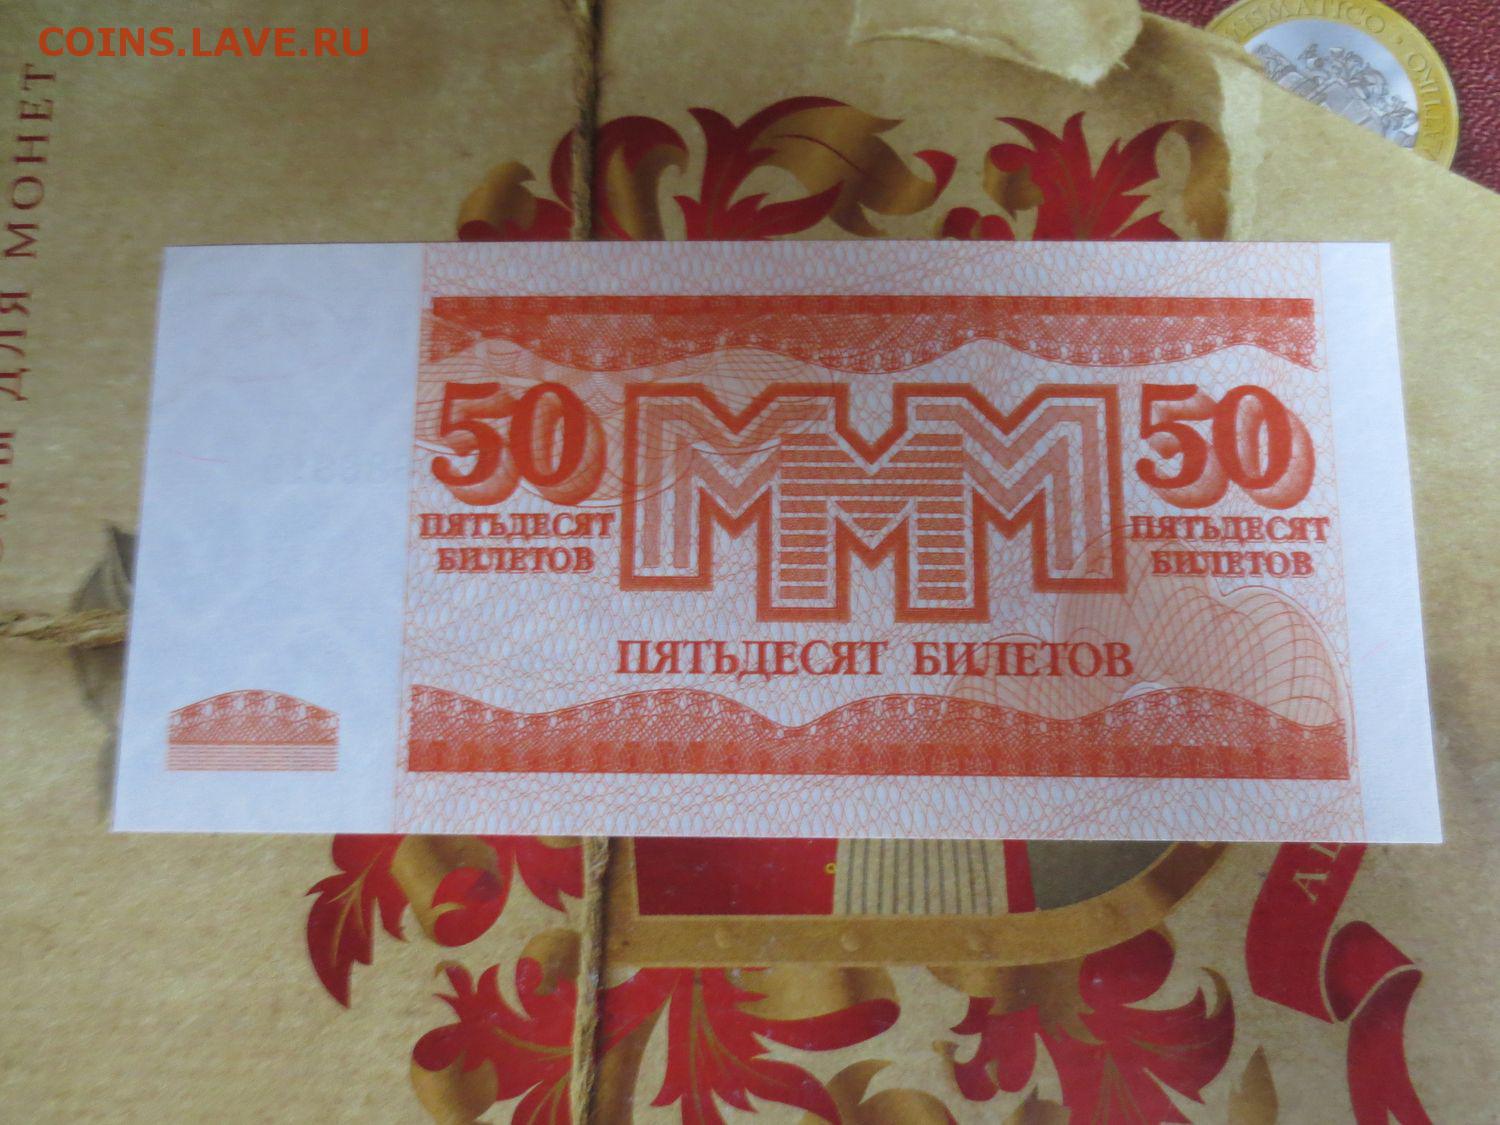 COINS.LAVE.RU
ДЛЯ МОНЕТ
50
МММ
50
ПЯТЬДЕСЯТ
БИЛЕТОВ
ПЯТЬДЕСЯТ
БИЛЕТОВ
ПЯТЬДЕСЯТ БИЛЕТОВ